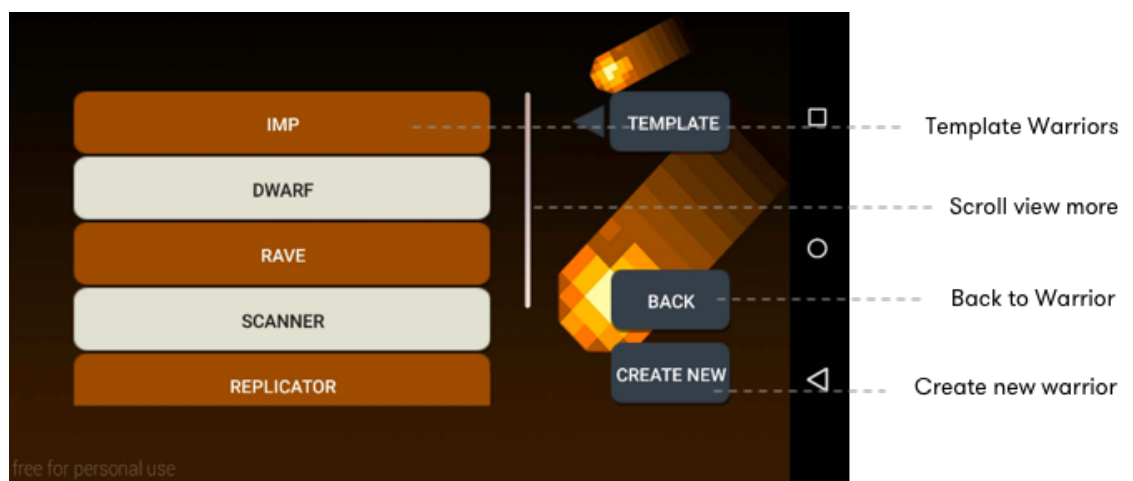 IMP
DWARF
RAVE
SCANNER
REPLICATOR
TEMPLATE
BACK
CREATE NEW
Template Warriors
Scroll view more
Back to Warrior
Create new warrior
free for personal use